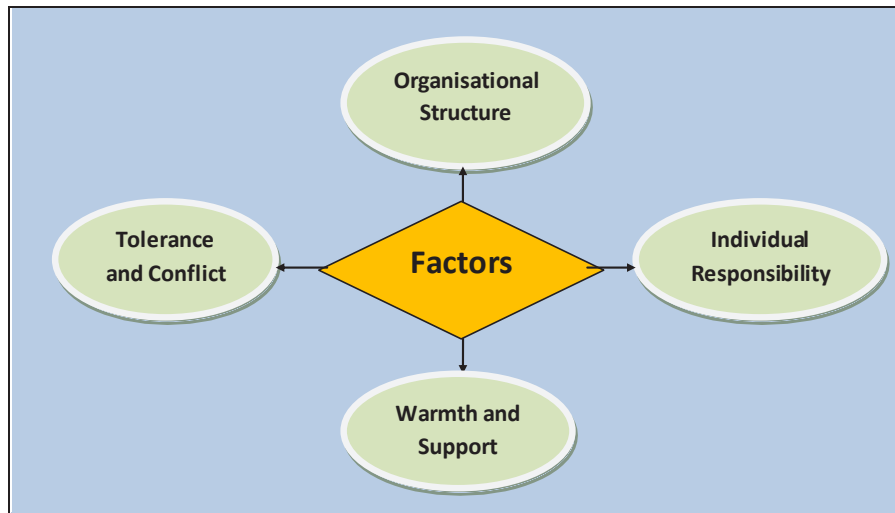 Organisational
Structure
Tolerance
and Conflict
Factors
Individual
Responsibility
Warmth and
Support